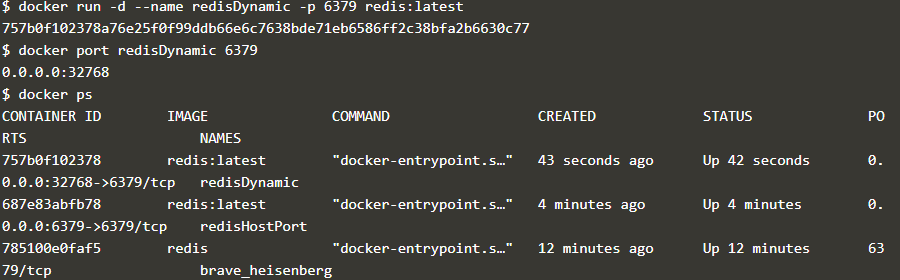 $ docker run -d --name redisDynamic -p 6379 redis:latest
757b0f102378a76e25f0f99ddb66e6c7638bde71eb6586ff2c38bfa2b6630c77
$ docker port redisDynamic 6379
0.0.0.0:32768
$ docker ps
CONTAINER ID        IMAGE               COMMAND                  CREATED             STATUS              PO
RTS                     NAMES
757b0f102378        redis:latest        "docker-entrypoint.s…"   43 seconds ago      Up 42 seconds       0.
0.0.0:32768->6379/tcp   redisDynamic
687e83abfb78        redis:latest        "docker-entrypoint.s…"   4 minutes ago       Up 4 minutes        0.
0.0.0:6379->6379/tcp    redisHostPort
785100e0faf5        redis               "docker-entrypoint.s…"   12 minutes ago      Up 12 minutes       63
79/tcp                  brave_heisenberg